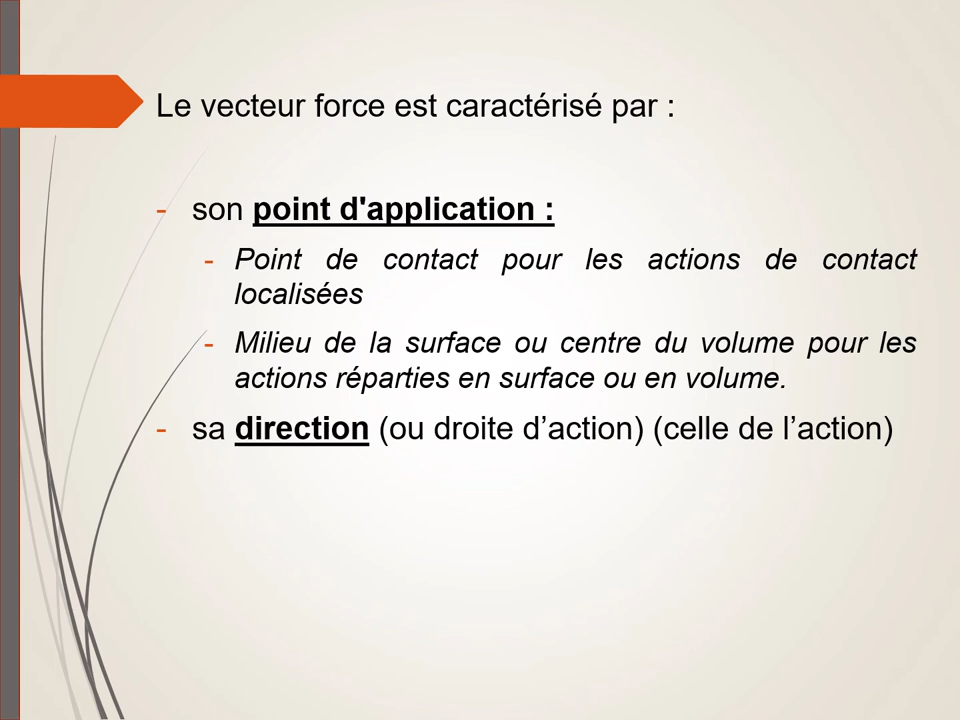 Le vecteur force est caractérisé par :
- son point d'application :
- Point de contact pour les actions de contact
localisées
- Milieu de la surface ou centre du volume pour les
actions réparties en surface ou en volume.
- sa direction (ou droite d’action) (celle de l’action)